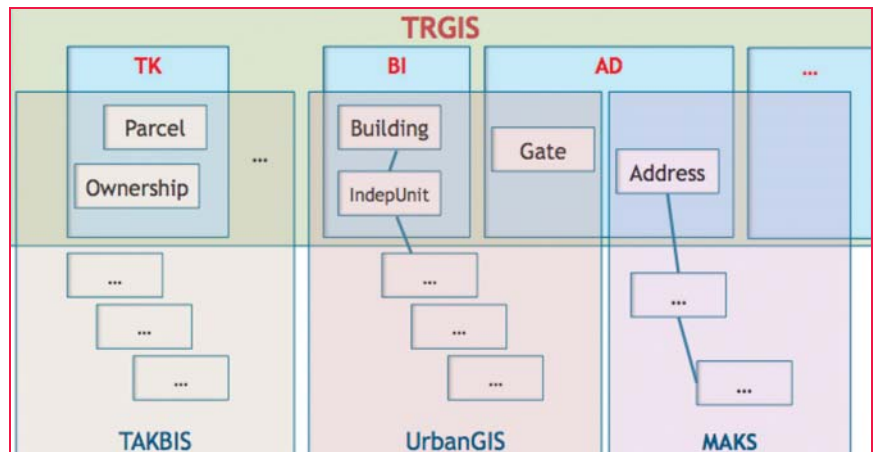 TRGIS
TK
BI
AD
...
Parcel
Ownership
...
Building
IndepUnit
Gate
Address
...
...
...
...
...
...
...
...
TAKBIS
UrbanGIS
MAKS